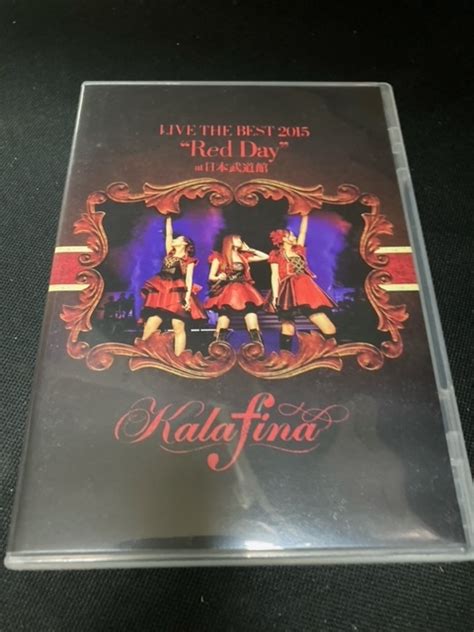 LIVE THE BEST 2015
“Red Day”
at 日本武道館
Kalafina